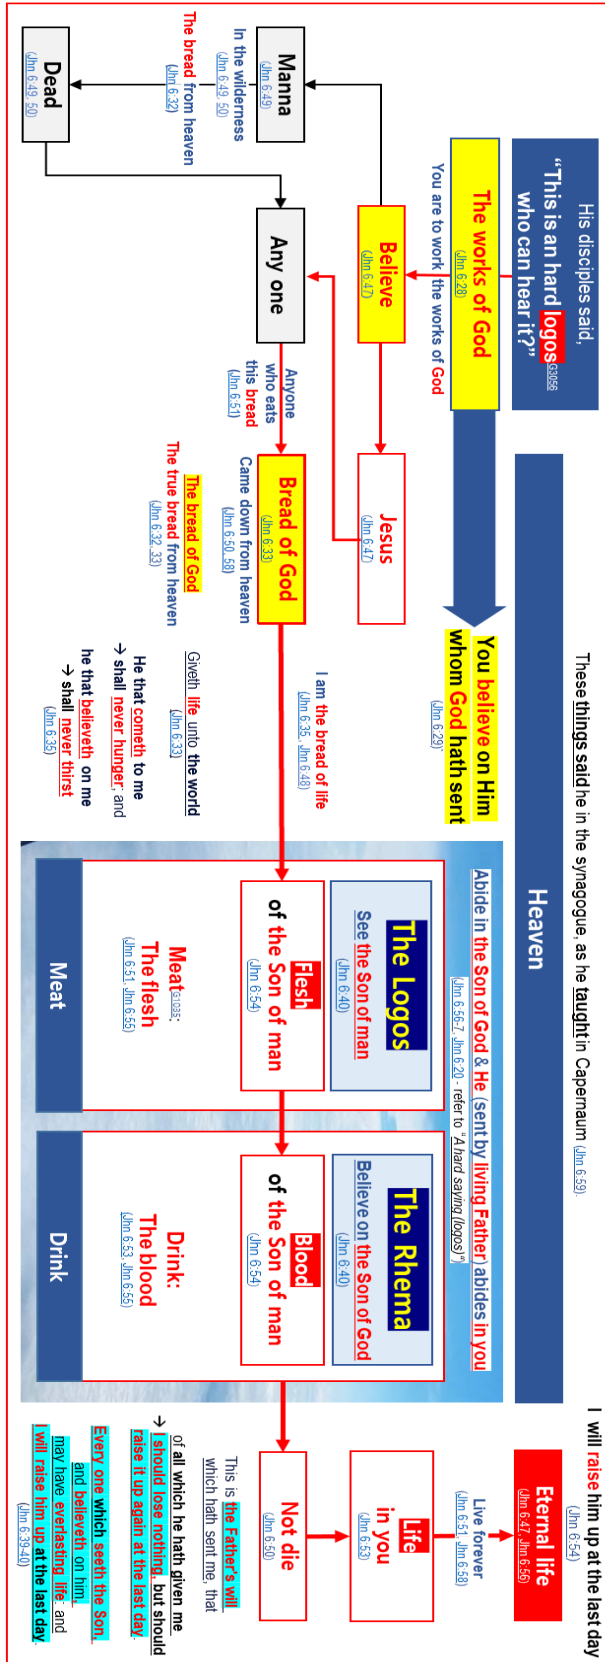 These things said he in the synagogue, as he taught in Capernaum (Jhn 6:59).
I will raise him up at the last day
(Jhn 6:54)
His disciples said,
“This is an hard logosG3056
who can hear it?”
Heaven
The works of God
(Jhn 6:28)
You are to work the works of God
You believe on Him
whom God hath sent
(Jhn 6:29)
Abide in the Son of God & He (sent by living Father) abides in you
(Jhn 6:56-7, Jhn 6:20 - refer to “A hard saying (logos)”)
Eternal life
(Jhn 6:47, Jhn 6:56)
Live forever
(Jhn 6:51, Jhn 6:58)
Believe
(Jhn 6:47)
Jesus
(Jhn 6:47)
The Logos
(Jhn 6:40)
See the Son of man
The Rhema
(Jhn 6:40)
Believe on the Son of God
Life
in you
(Jhn 6:53)
Manna
(Jhn 6:49)
In the wilderness
(Jhn 6:49, 50)
The bread from heaven
(Jhn 6:32)
Dead
(Jhn 6:49, 50)
Any one
Anyone
who eats
this bread
(Jhn 6:51)
Bread of God
(Jhn 6:33)
Came down from heaven
(Jhn 6:50, 58)
The bread of God
The true bread from heaven
(Jhn 6:32, 33)
I am the bread of life
(Jhn 6:35, Jhn 6:48)
Giveth life unto the world
(Jhn 6:33)
He that cometh to me
→ shall never hunger; and
he that believeth on me
→ shall never thirst
(Jhn 6:35)
Flesh
of the Son of man
(Jhn 6:54)
Meat G1035:
The flesh
(Jhn 6:51, Jhn 6:55)
Meat
Blood
of the Son of man
(Jhn 6:54)
Drink:
The blood
(Jhn 6:53, Jhn 6:55)
Drink
Not die
(Jhn 6:50)
This is the Father's will
which hath sent me, that
of all which he hath given me
→ I should lose nothing, but should
raise it up again at the last day.
Every one which seeth the Son,
and believeth on him,
may have everlasting life: and
I will raise him up at the last day.
(Jhn 6:39-40)